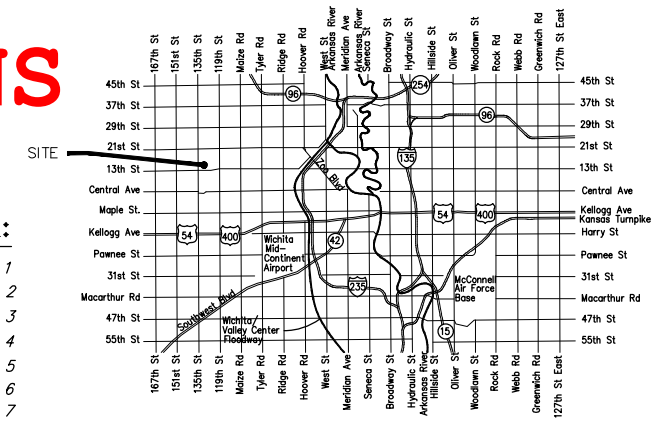 167th St
151st St
135th St
119th St
Maize Rd
Tyler Rd
Ridge Rd
Hoover Rd
West St
Arkansas River
Meridian Ave
Arkansas River
Seneca St
Broadway St
Hydraulic St
Hillside St
Oliver St
Woodlawn St
Rock Rd
Webb Rd
Greenwich Rd
127th St East
NS
SITE
:
1
2
3
4
5
6
7
45th St
37th St
29th St
21st St
13th St
Central Ave
Maple St.
Kellogg Ave
Pawnee St
31st St
Macarthur Rd
47th St
55th St
96
254
96
135
Zoo Blvd
54
400
54
400
42
235
15
Wichita
Mid-
Continent
Airport
McConnell
Air Force
Base
Southwest Blvd
Wichita/
Valley Center
Floodway
45th St
37th St
29th St
21st St
13th St
Central Ave
Kellogg Ave
Kansas Turnpike
Harry St
Pawnee St
31st St
Macarthur Rd
47th St
55th St
167th St
151st St
135th St
119th St
Maize Rd
Tyler Rd
Ridge Rd
Hoover Rd
West St
Meridian Ave
Seneca St
Broadway St
Hydraulic St
Arkansas River
Hillside St
Oliver St
Woodlawn St
Rock Rd
Webb Rd
Greenwich Rd
127th St East